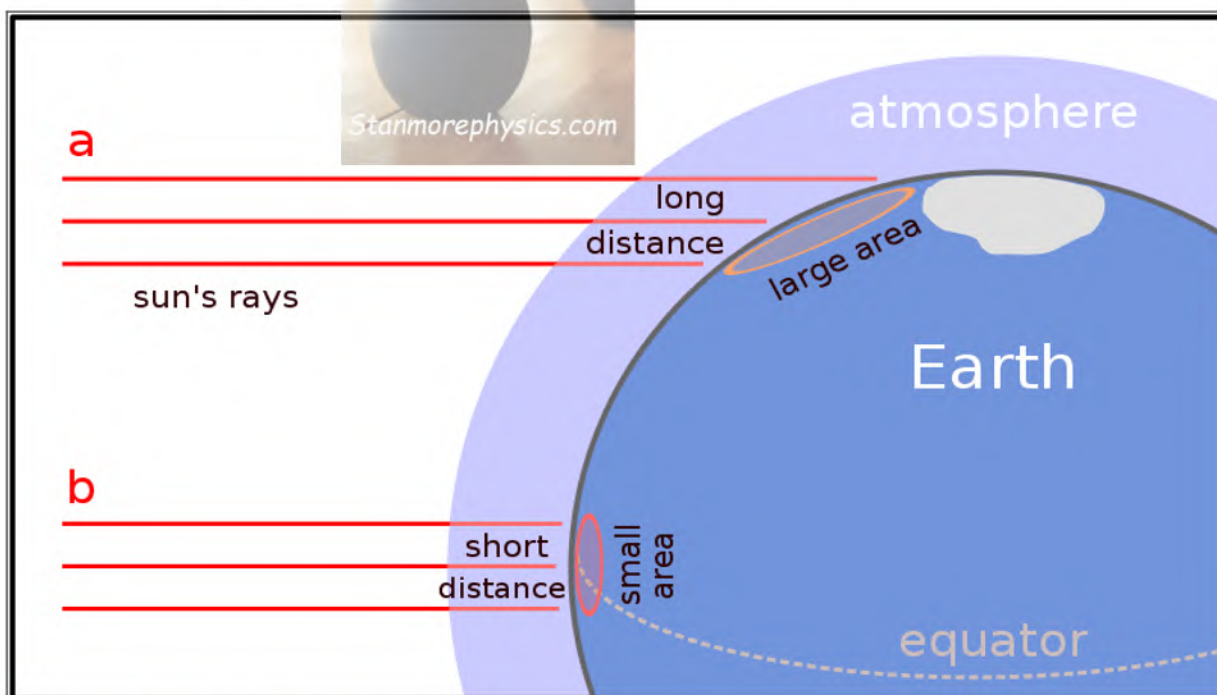 Stanmorephysics.com
atmosphere
a
long
distance
large area
sun's rays
Earth
b
short
distance
small
area
equator